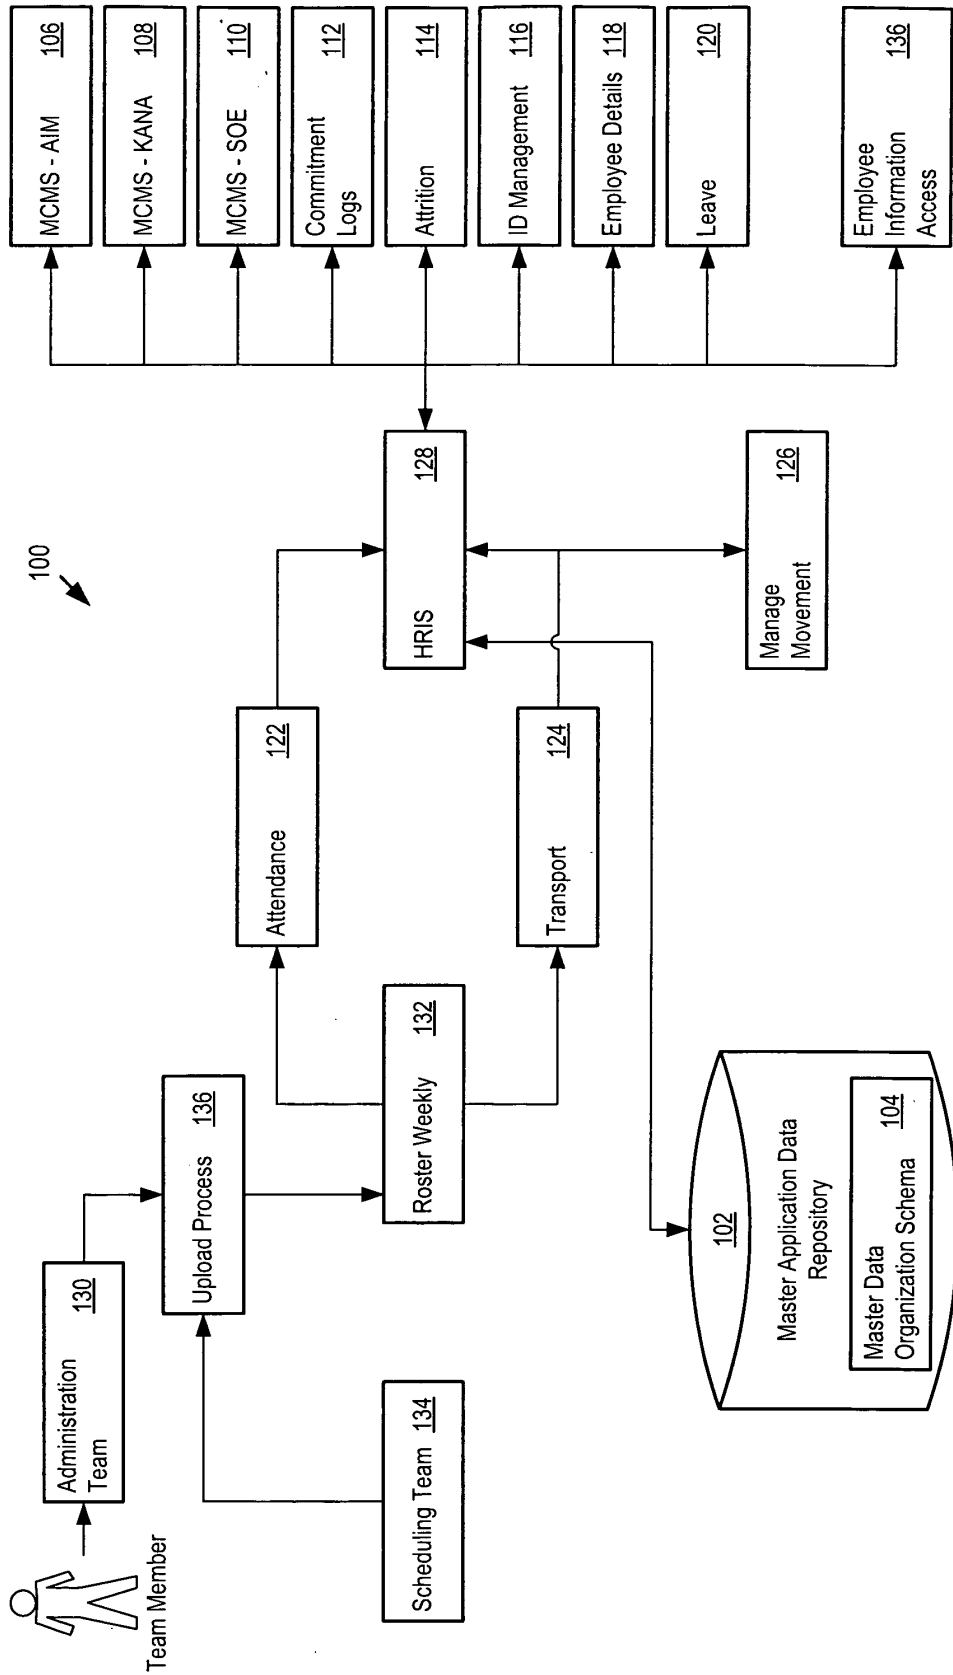 100
Team Member
Administration
Team
130
Upload Process
136
Scheduling Team
134
Roster Weekly
132
Attendance
122
Transport
124
HRIS
128
Manage
Movement
126
102
Master Application Data
Repository
Master Data
Organization Schema
104
MCMS - AIM
106
MCMS - KANA
108
MCMS - SOE
110
Commitment
Logs
112
Attrition
114
ID Management
116
Employee Details
118
Leave
120
Employee
Information
Access
136